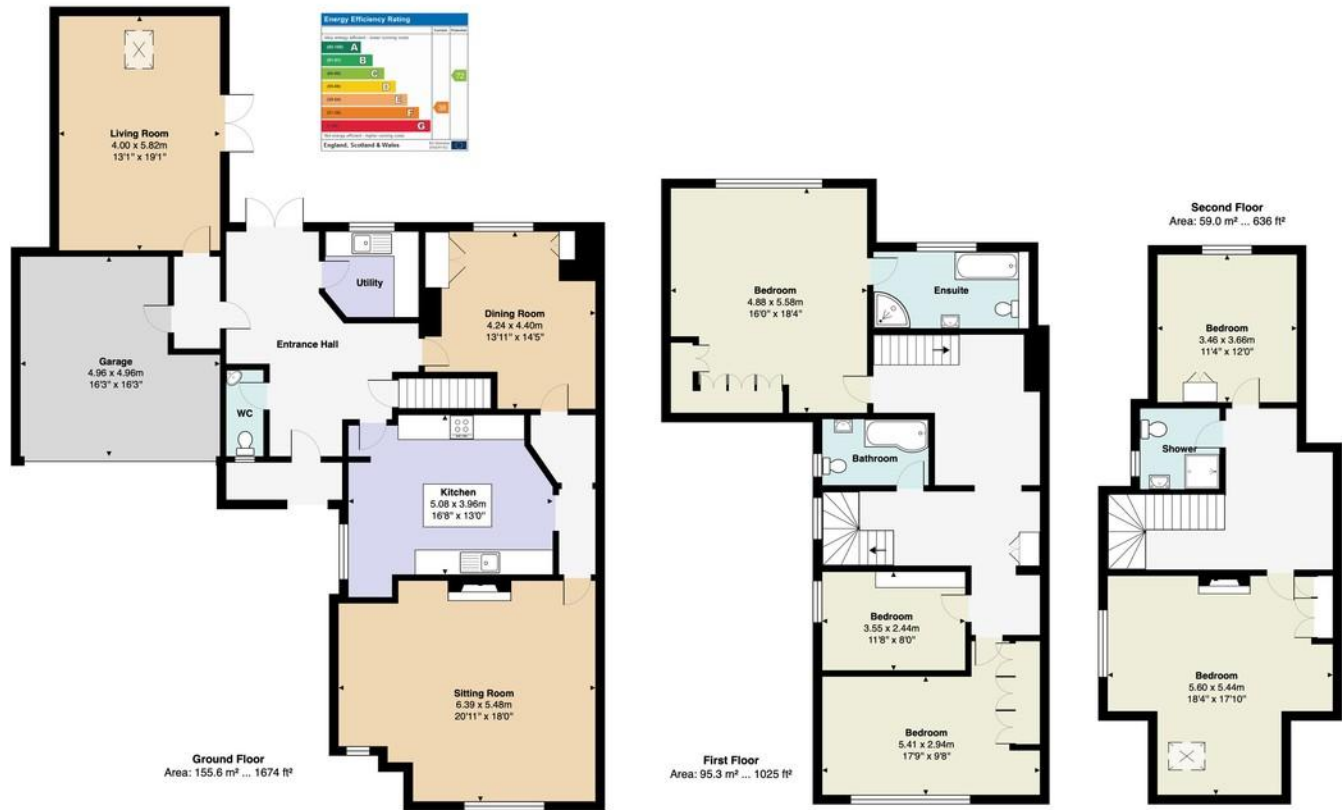 Energy Efficiency Rating
Current Potential
A
B
C
D
E
F
G
72
38
England, Scotland & Wales
Living Room
4.00 x 5.82m
13'1" x 19'1"
Utility
Dining Room
4.24 x 4.40m
13'11" x 14'5"
Entrance Hall
Garage
4.96 x 4.96m
16'3" x 16'3"
WC
Kitchen
5.08 x 3.96m
16'8" x 13'0"
Sitting Room
6.39 x 5.48m
20'11" x 18'0"
Ground Floor
Area: 155.6 m² ... 1674 ft²
Bedroom
4.88 x 5.58m
16'0" x 18'4"
Ensuite
Bathroom
Bedroom
3.55 x 2.44m
11'8" x 8'0"
Bedroom
5.41 x 2.94m
17'9" x 9'8"
First Floor
Area: 95.3 m² ... 1025 ft²
Second Floor
Area: 59.0 m² ... 636 ft²
Bedroom
3.46 x 3.66m
11'4" x 12'0"
Shower
Bedroom
5.60 x 5.44m
18'4" x 17'10"